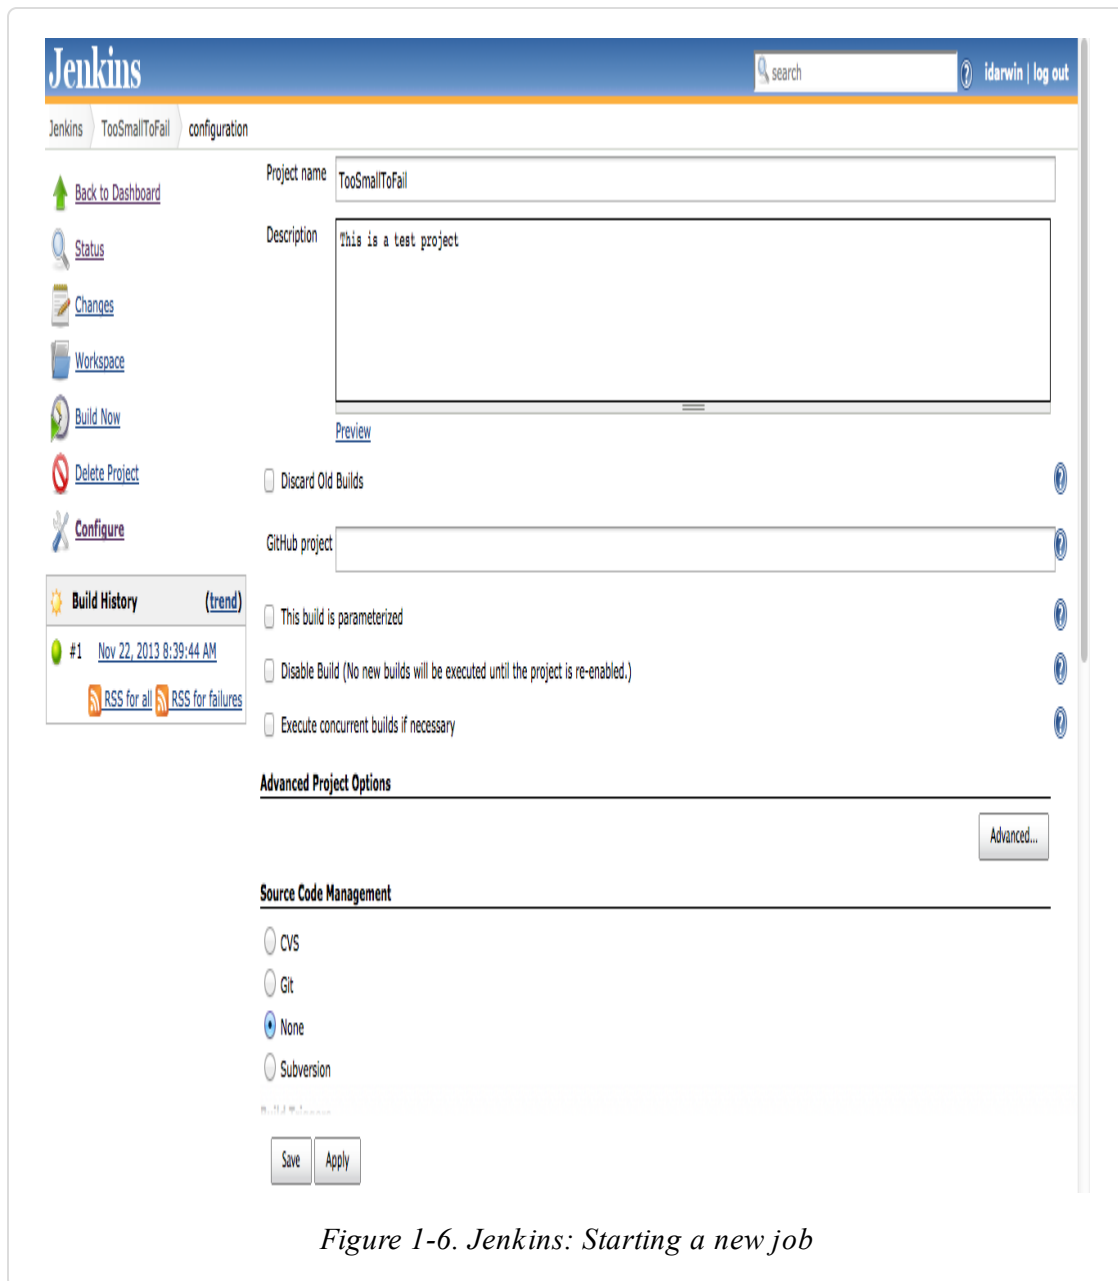 Jenkins
search
idarwin | log out
Jenkins TooSmallToFail configuration
Back to Dashboard
Status
Changes
Workspace
Build Now
Delete Project
Configure
Build History (trend)
#1 Nov 22, 2013 8:39:44 AM
RSS for all RSS for failures
Project name TooSmallToFail
Description This is a test project
Preview
Discard Old Builds
GitHub project
This build is parameterized
Disable Build (No new builds will be executed until the project is re-enabled.)
Execute concurrent builds if necessary
Advanced Project Options
Advanced...
Source Code Management
CVS
Git
None
Subversion
Save Apply
Figure 1-6. Jenkins: Starting a new job